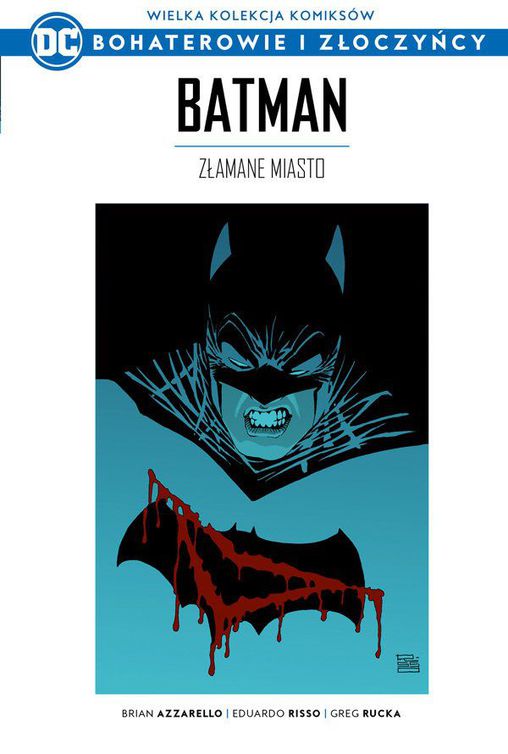 WIELKA KOLEKCJA KOMIKSÓW
DC BOHATEROWIE I ZŁOCZYŃCY
BATMAN
ZŁAMANE MIASTO
BRIAN AZZARELLO | EDUARDO RISSO | GREG RUCKA